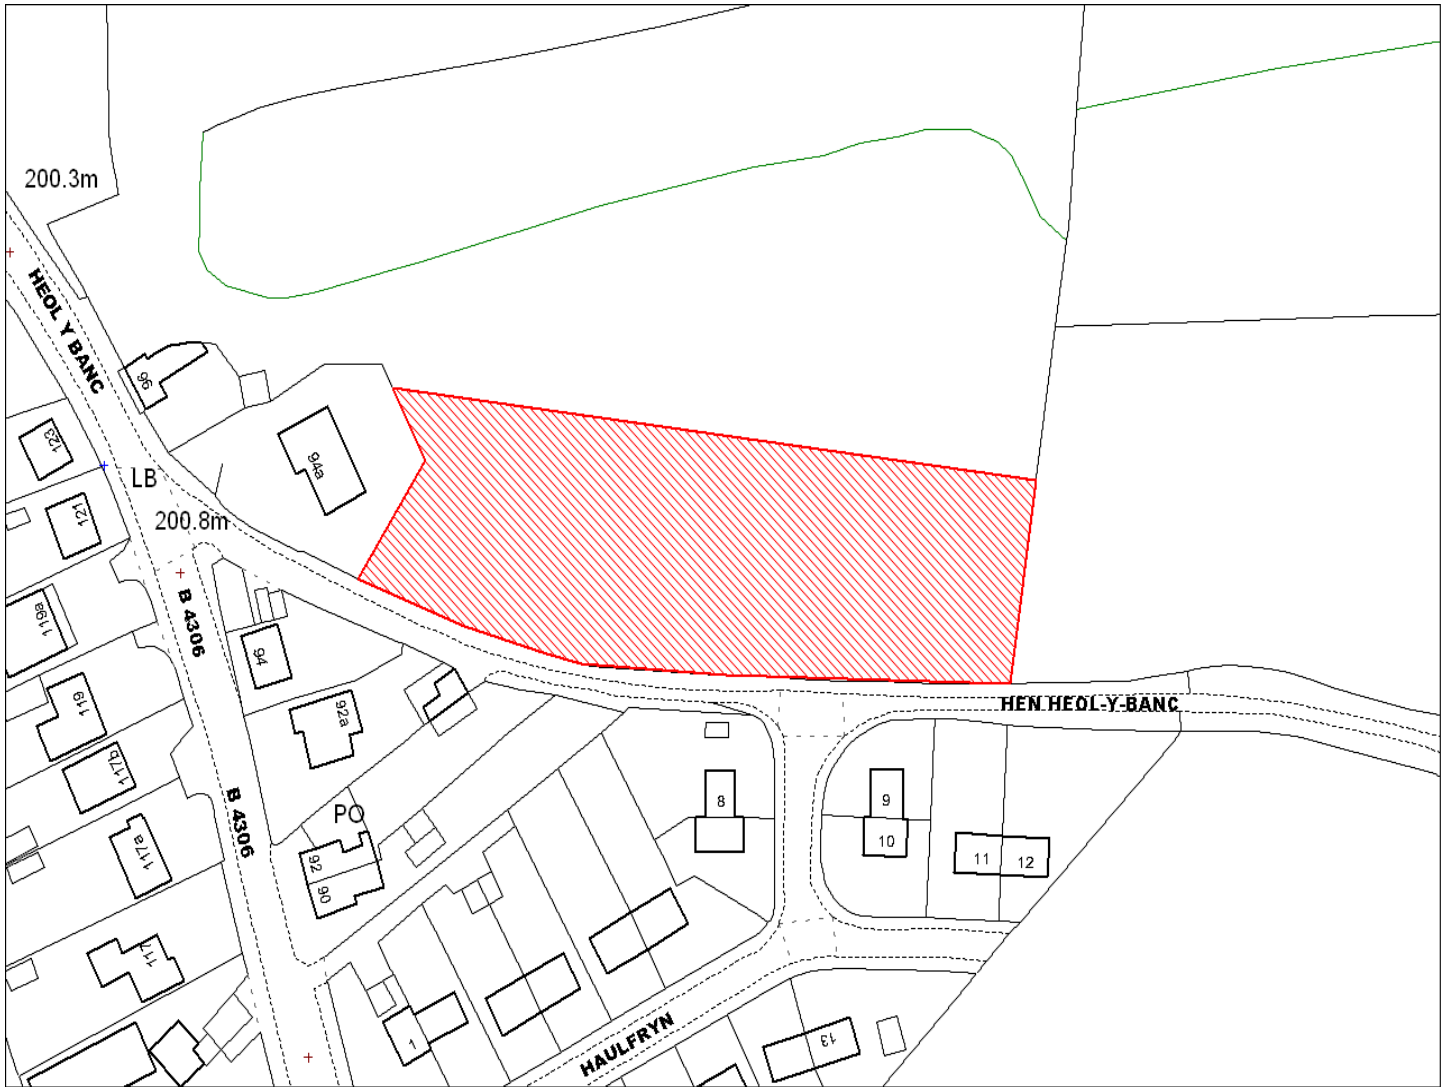 200.3m
HEOL Y BANC
96
123
94a
LB
121
200.8m
119a
B 4306
94
119
92a
HEN HEOL-Y-BANC
117b
B 4306
PO
8
9
117a
92
10
11
12
90
117
HAULFRYN
1
13